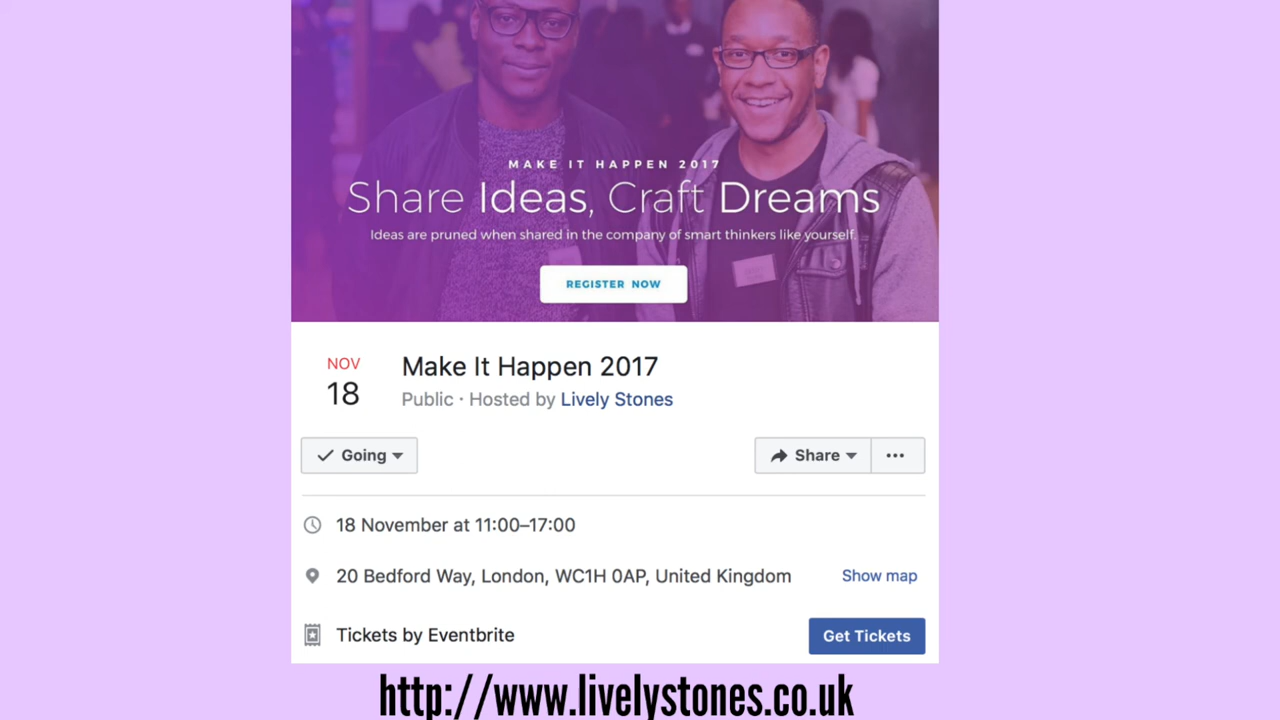 MAKE IT HAPPEN 2017
Share Ideas, Craft Dreams
Ideas are pruned when shared in the company of smart thinkers like yourself.
REGISTER NOW
NOV
18
Make It Happen 2017
Public · Hosted by Lively Stones
Going
Share
18 November at 11:00–17:00
20 Bedford Way, London, WC1H 0AP, United Kingdom
Show map
Tickets by Eventbrite
Get Tickets
http://www.livelystones.co.uk